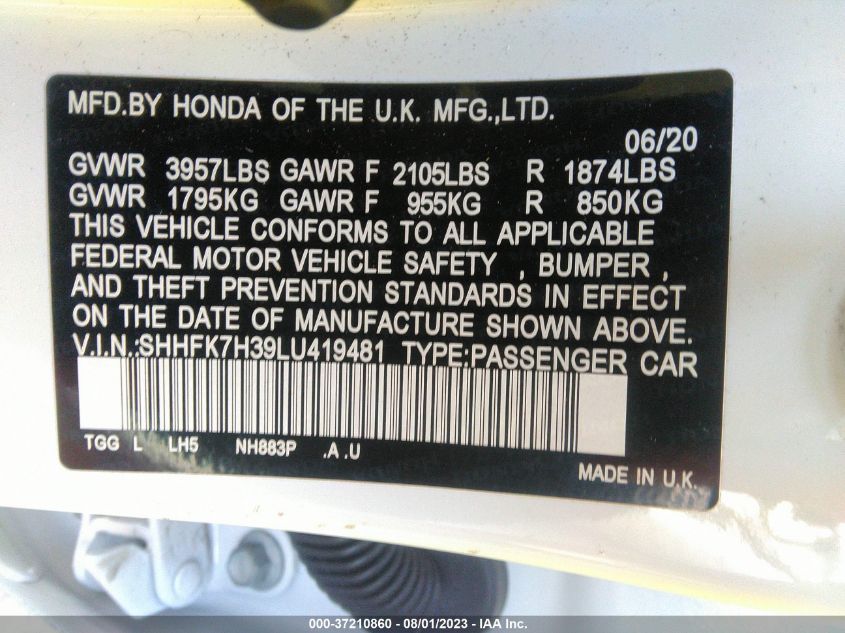 MFD.BY HONDA OF THE U.K. MFG.,LTD.
06/20
GVWR 3957LBS GAWR F 2105LBS R 1874LBS
GVWR 1795KG GAWR F 955KG R 850KG
THIS VEHICLE CONFORMS TO ALL APPLICABLE
FEDERAL MOTOR VEHICLE SAFETY , BUMPER ,
AND THEFT PREVENTION STANDARDS IN EFFECT
ON THE DATE OF MANUFACTURE SHOWN ABOVE.
V.I.N.:SHHFK7H39LU419481 TYPE:PASSENGER CAR
TGG L LH5 NH883P .A .U
MADE IN U.K.
000-37210860 - 08/01/2023 - IAA Inc.